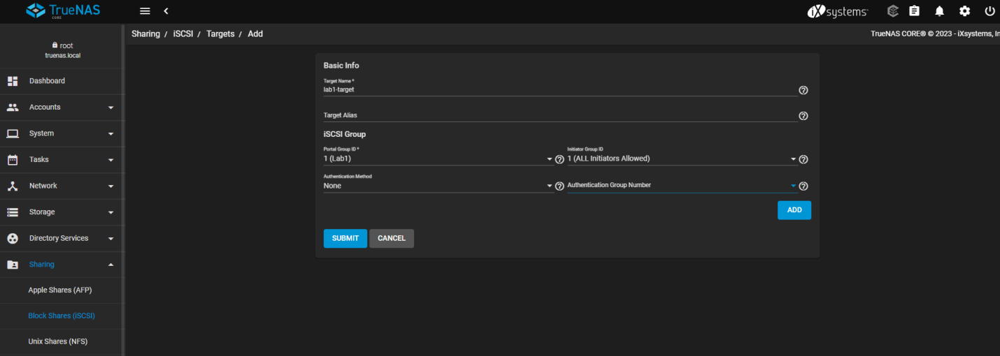 TrueNAS
CORE
iXsystems
Sharing / iSCSI / Targets / Add
TrueNAS CORE® © 2023 - iXsystems, In
root
truenas.local
Dashboard
Accounts
System
Tasks
Network
Storage
Directory Services
Sharing
Apple Shares (AFP)
Block Shares (iSCSI)
Unix Shares (NFS)
Basic Info
Target Name *
lab1-target
Target Alias
iSCSI Group
Portal Group ID * Initiator Group ID
1 (Lab1) 1 (ALL Initiators Allowed)
Authentication Method
None Authentication Group Number
ADD
SUBMIT CANCEL